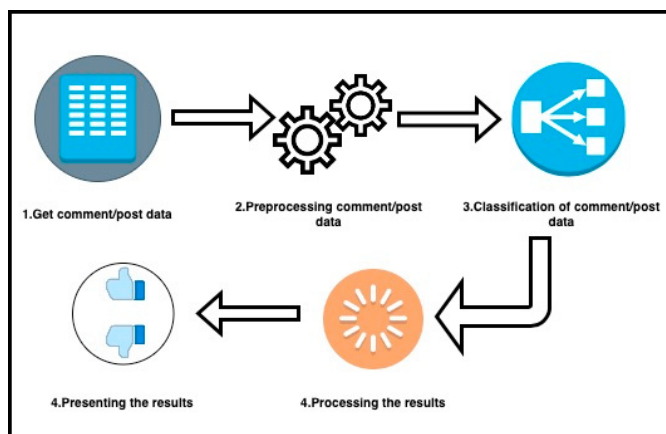 1.Get comment/post data
2.Preprocessing comment/post
data
3.Classification of comment/post
data
4.Presenting the results
4.Processing the results